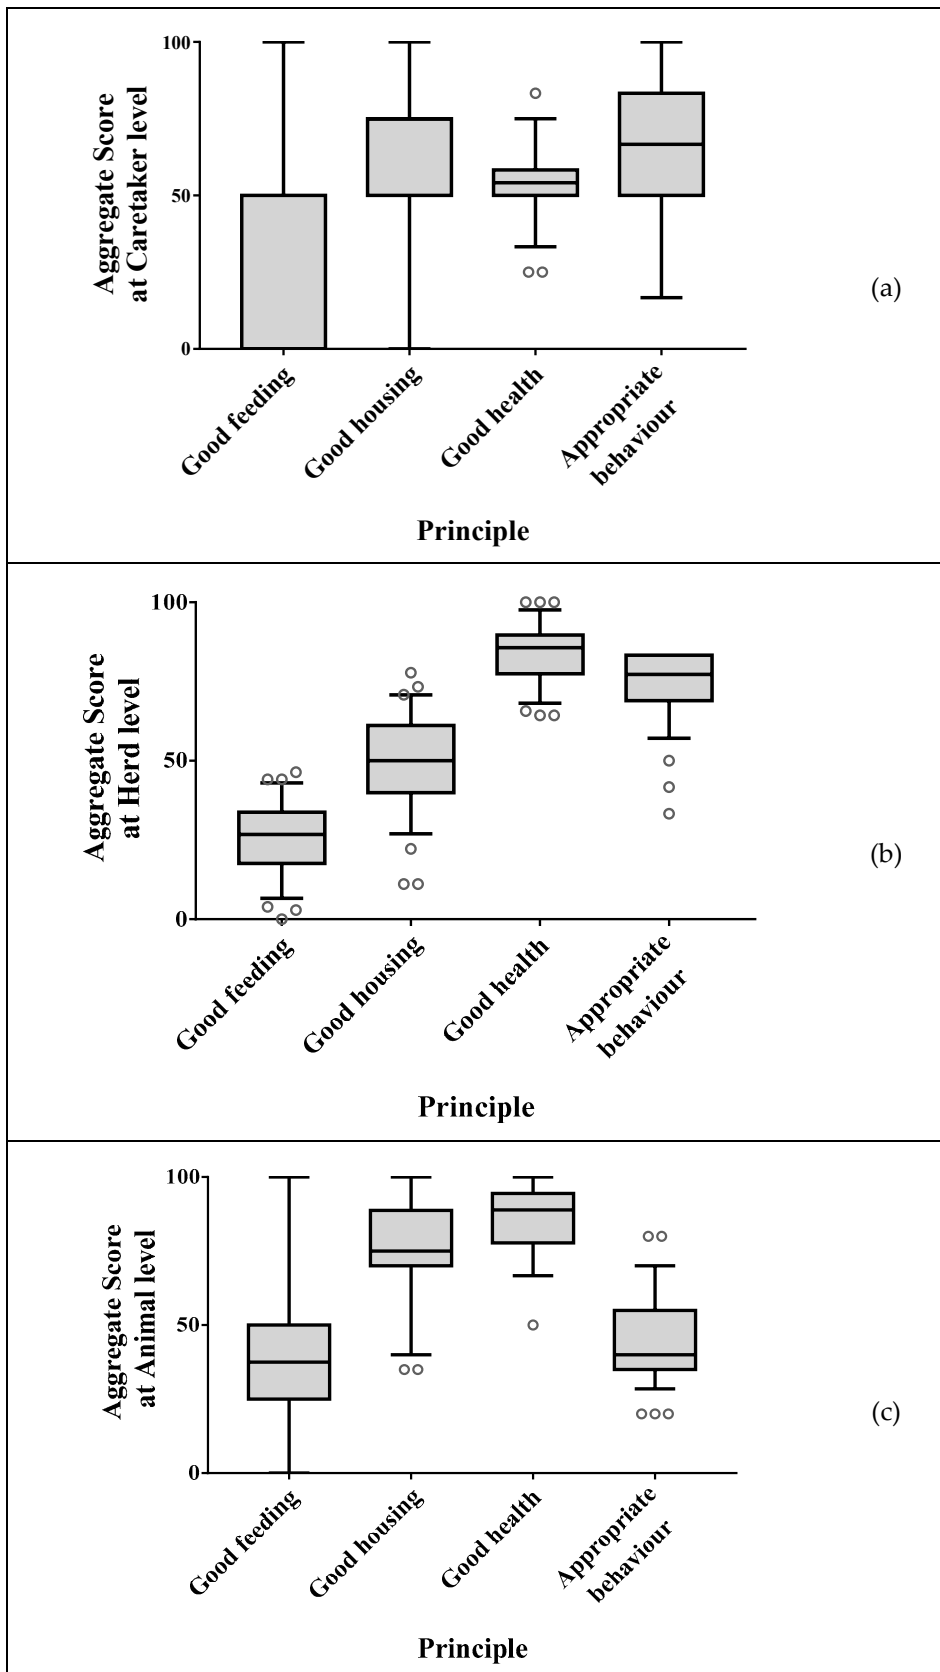 Aggregate Score
at Caretaker level
100
50
0
Good feeding
Good housing
Good health
Appropriate
behaviour
Principle
(a)
Aggregate Score
at Herd level
100
50
0
Good feeding
Good housing
Good health
Appropriate
behaviour
Principle
(b)
Aggregate Score
at Animal level
100
50
0
Good feeding
Good housing
Good health
Appropriate
behaviour
Principle
(c)